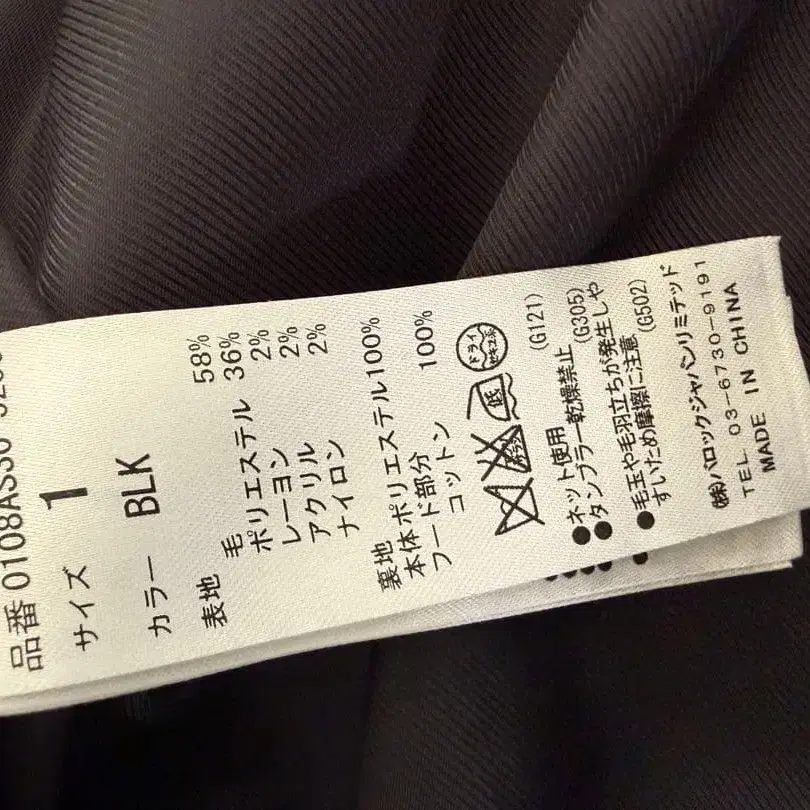 品番 0108AS30
サイズ 1
カラー BLK
表地
毛 58%
ポリエステル 36%
レーヨン 2%
アクリル 2%
ナイロン 2%
裏地
本体 ポリエステル100%
フード部分
コットン 100%
低
ドライ
(G121)
●ネット使用
●タンブラー乾燥禁止 (G305)
●毛玉や毛羽立ちが発生しや
すいため摩擦に注意 (G502)
(株)バロックジャパンリミテッド
TEL. 03-6730-9191
MADE IN CHINA